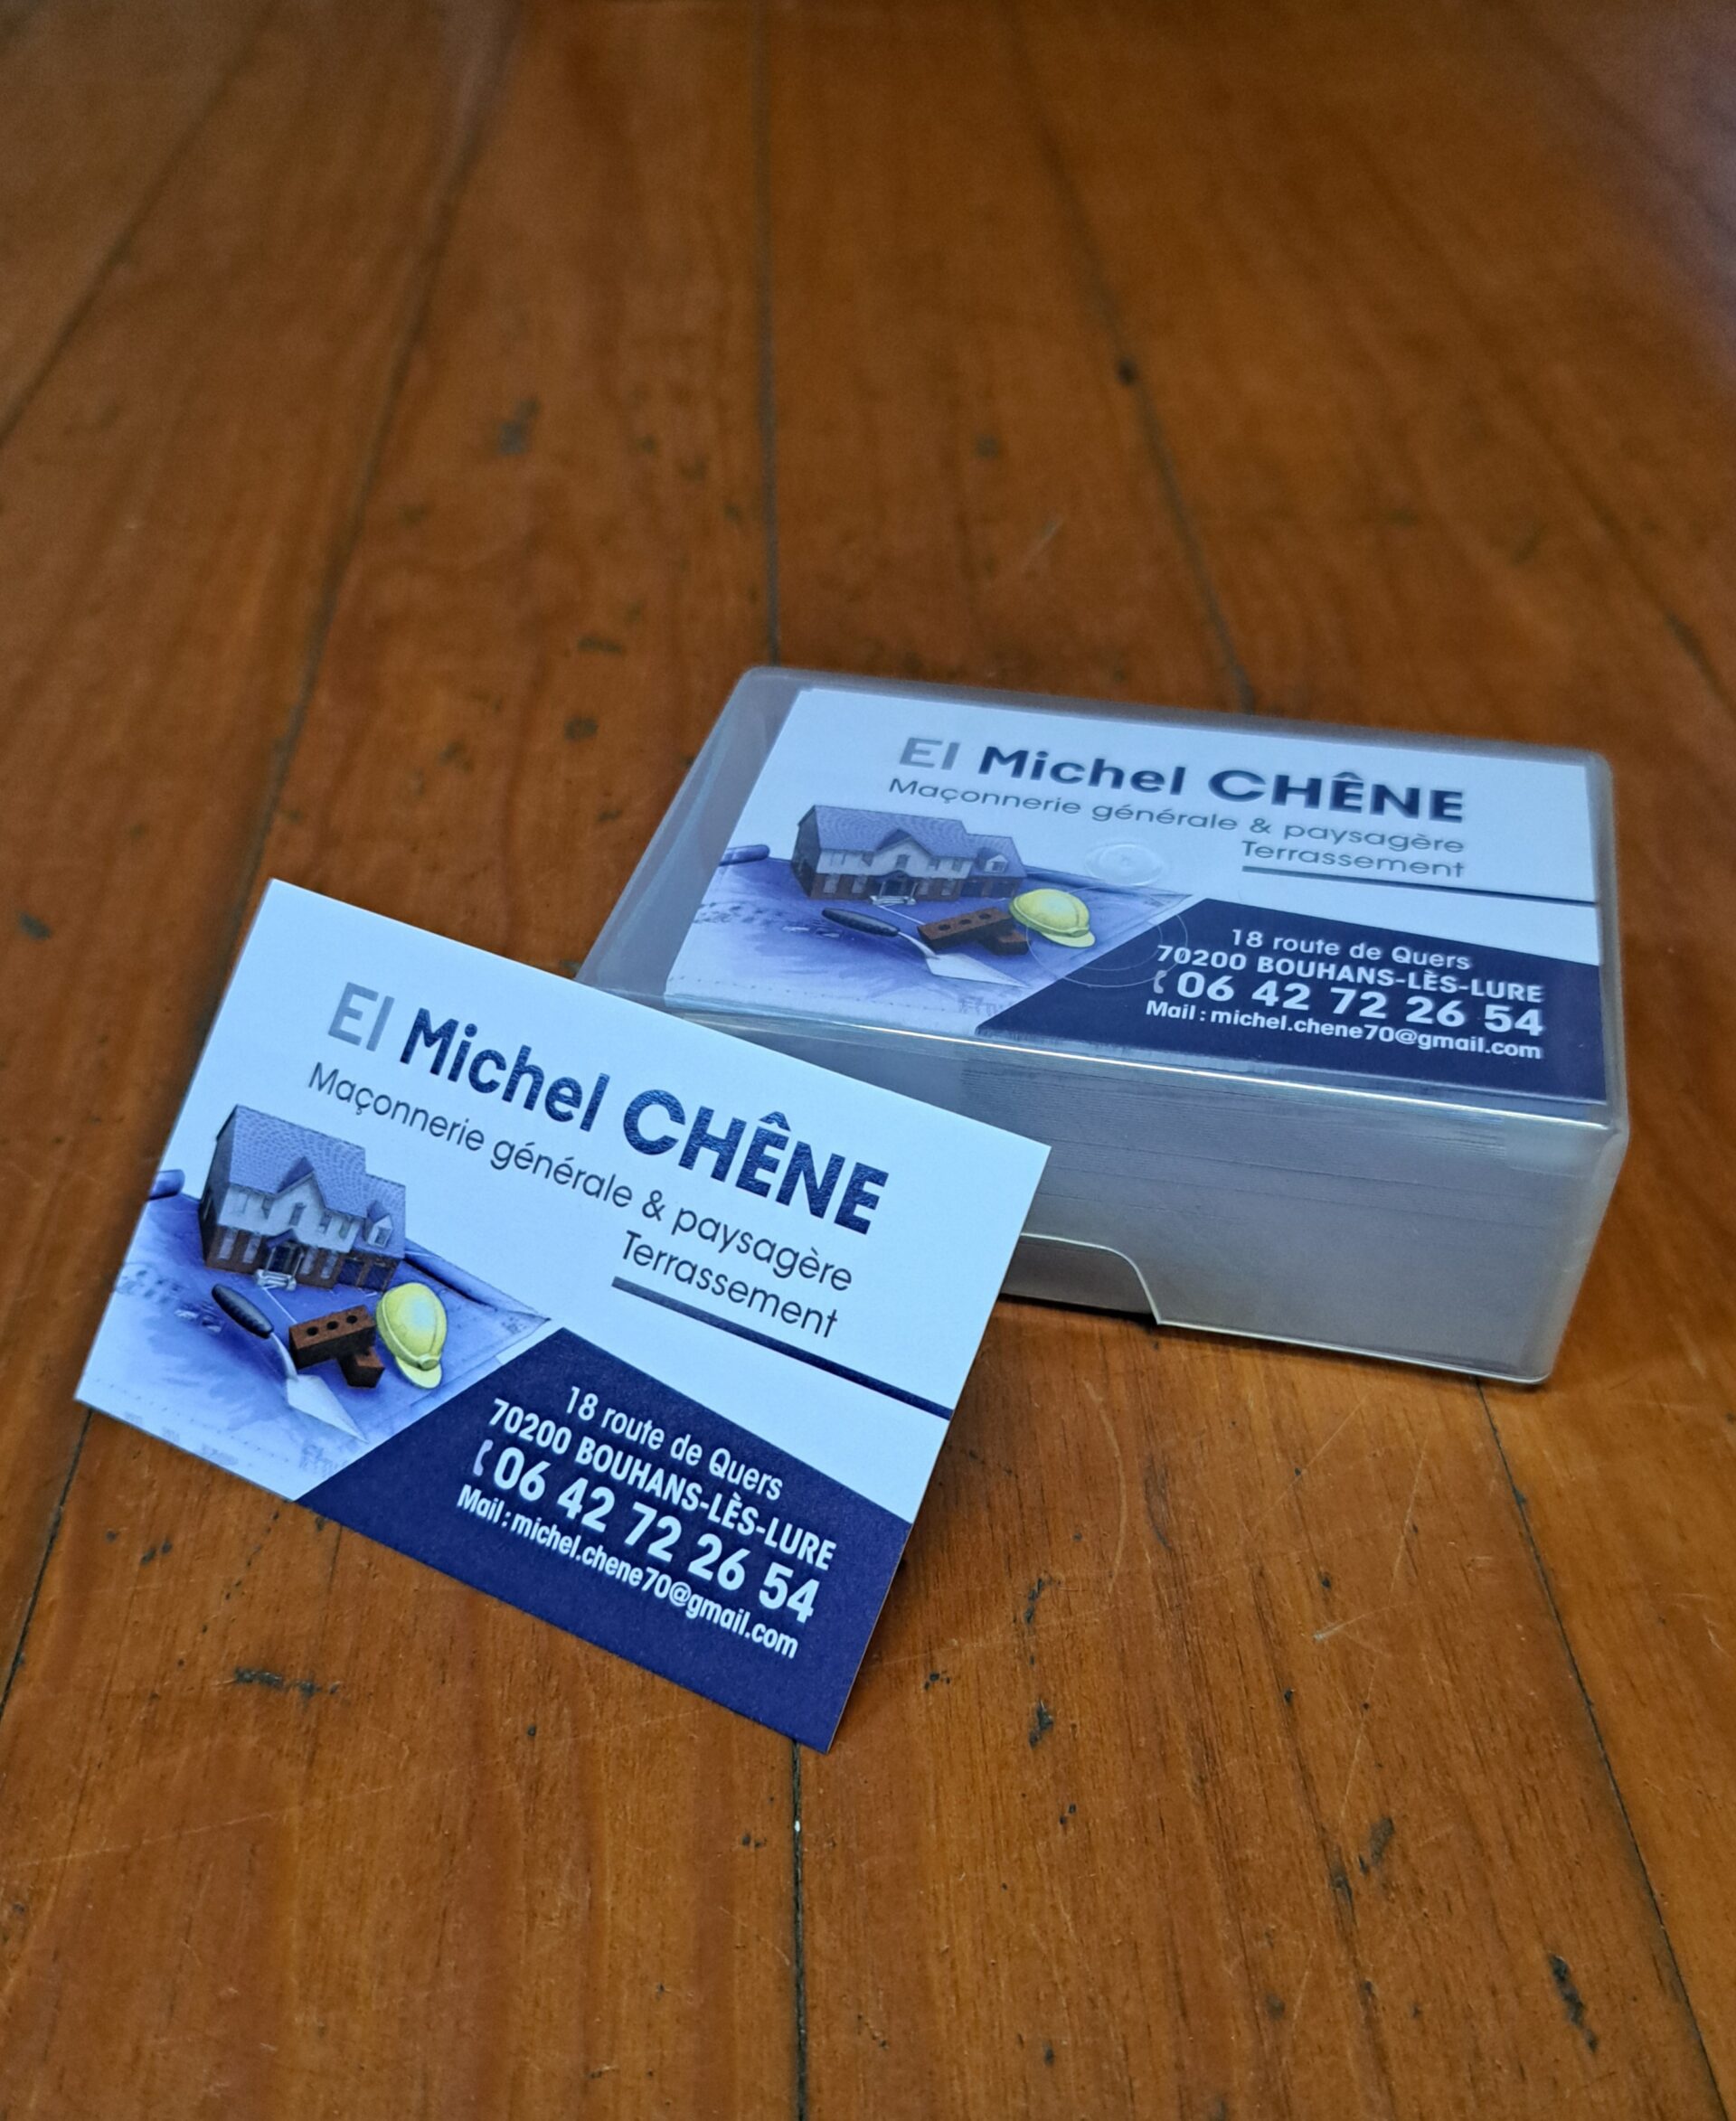 EI Michel CHÊNE
Maçonnerie générale & paysagère
Terrassement
18 route de Quers
70200 BOUHANS-LÈS-LURE
06 42 72 26 54
Mail : michel.chene70@gmail.com
EI Michel CHÊNE
Maçonnerie générale & paysagère
Terrassement
18 route de Quers
70200 BOUHANS-LÈS-LURE
06 42 72 26 54
Mail : michel.chene70@gmail.com